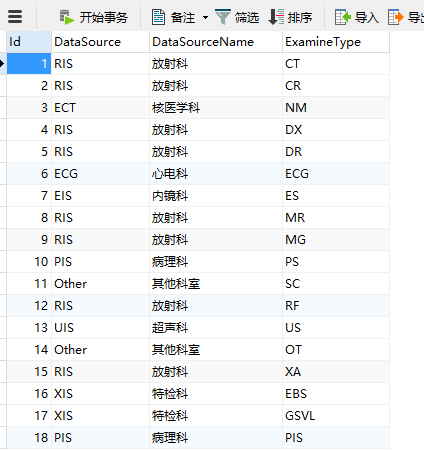 开始事务 备注 筛选 排序 导入 导出
Id DataSource DataSourceName ExamineType
1 RIS 放射科 CT
2 RIS 放射科 CR
3 ECT 核医学科 NM
4 RIS 放射科 DX
5 RIS 放射科 DR
6 ECG 心电科 ECG
7 EIS 内镜科 ES
8 RIS 放射科 MR
9 RIS 放射科 MG
10 PIS 病理科 PS
11 Other 其他科室 SC
12 RIS 放射科 RF
13 UIS 超声科 US
14 Other 其他科室 OT
15 RIS 放射科 XA
16 XIS 特检科 EBS
17 XIS 特检科 GSVL
18 PIS 病理科 PIS